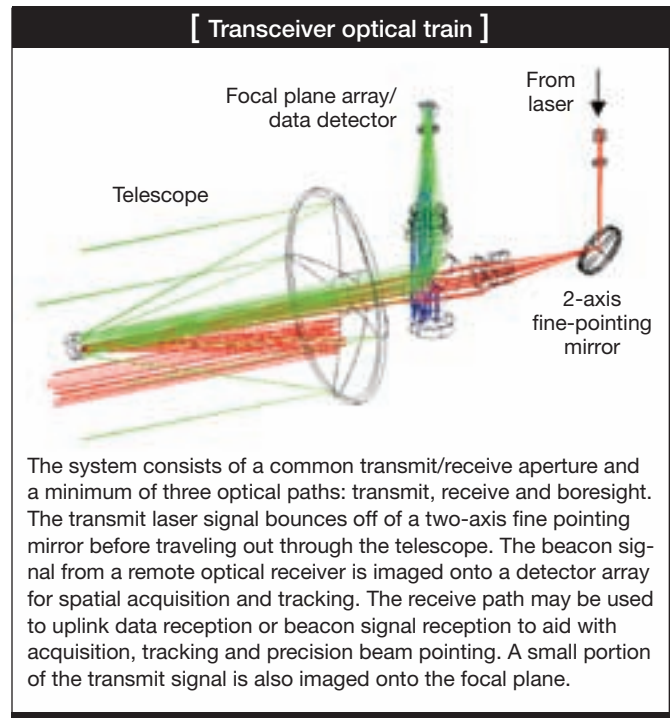 [ Transceiver optical train ]
From
laser
Focal plane array/
data detector
Telescope
2-axis
fine-pointing
mirror
The system consists of a common transmit/receive aperture and
a minimum of three optical paths: transmit, receive and boresight.
The transmit laser signal bounces off of a two-axis fine pointing
mirror before traveling out through the telescope. The beacon sig-
nal from a remote optical receiver is imaged onto a detector array
for spatial acquisition and tracking. The receive path may be used
to uplink data reception or beacon signal reception to aid with
acquisition, tracking and precision beam pointing. A small portion
of the transmit signal is also imaged onto the focal plane.